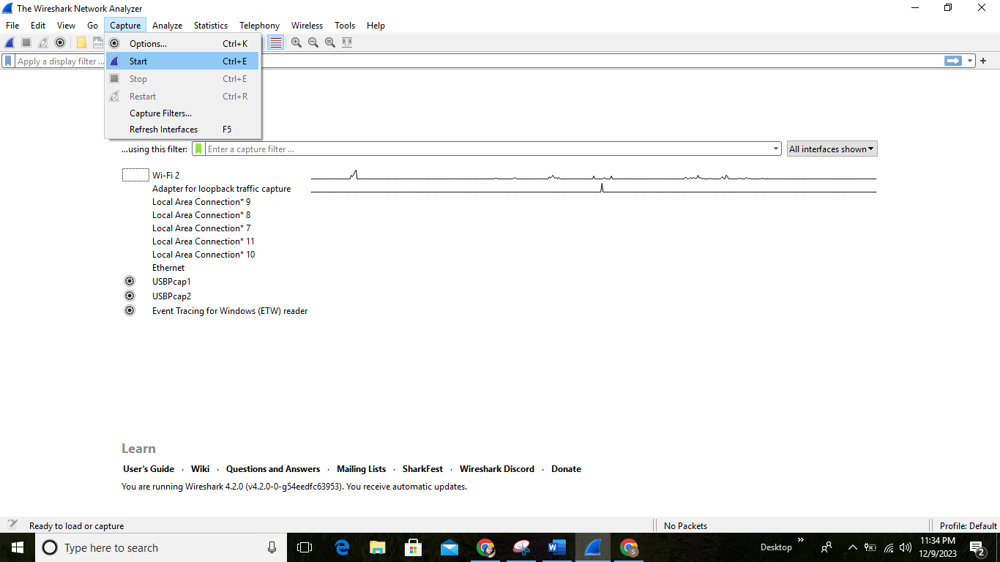 The Wireshark Network Analyzer
File Edit View Go Capture Analyze Statistics Telephony Wireless Tools Help
Options... Ctrl+K
Apply a display filter ... Start Ctrl+E
Stop Ctrl+E
Restart Ctrl+R
Capture Filters...
Refresh Interfaces F5
...using this filter: Enter a capture filter ... All interfaces shown
Wi-Fi 2
Adapter for loopback traffic capture
Local Area Connection* 9
Local Area Connection* 8
Local Area Connection* 7
Local Area Connection* 11
Local Area Connection* 10
Ethernet
USBPcap1
USBPcap2
Event Tracing for Windows (ETW) reader
Learn
User's Guide · Wiki · Questions and Answers · Mailing Lists · SharkFest · Wireshark Discord · Donate
You are running Wireshark 4.2.0 (v4.2.0-0-g54eedfc63953). You receive automatic updates.
Ready to load or capture No Packets Profile: Default
Type here to search Desktop » 11:34 PM
12/9/2023 2